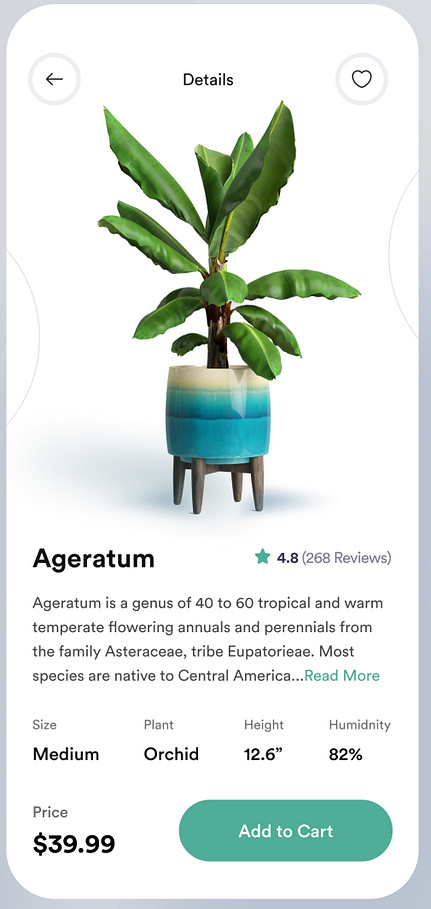 Details
Ageratum
4.8 (268 Reviews)
Ageratum is a genus of 40 to 60 tropical and warm
temperate flowering annuals and perennials from
the family Asteraceae, tribe Eupatorieae. Most
species are native to Central America...Read More
Size Plant Height Humidnity
Medium Orchid 12.6” 82%
Price
$39.99
Add to Cart